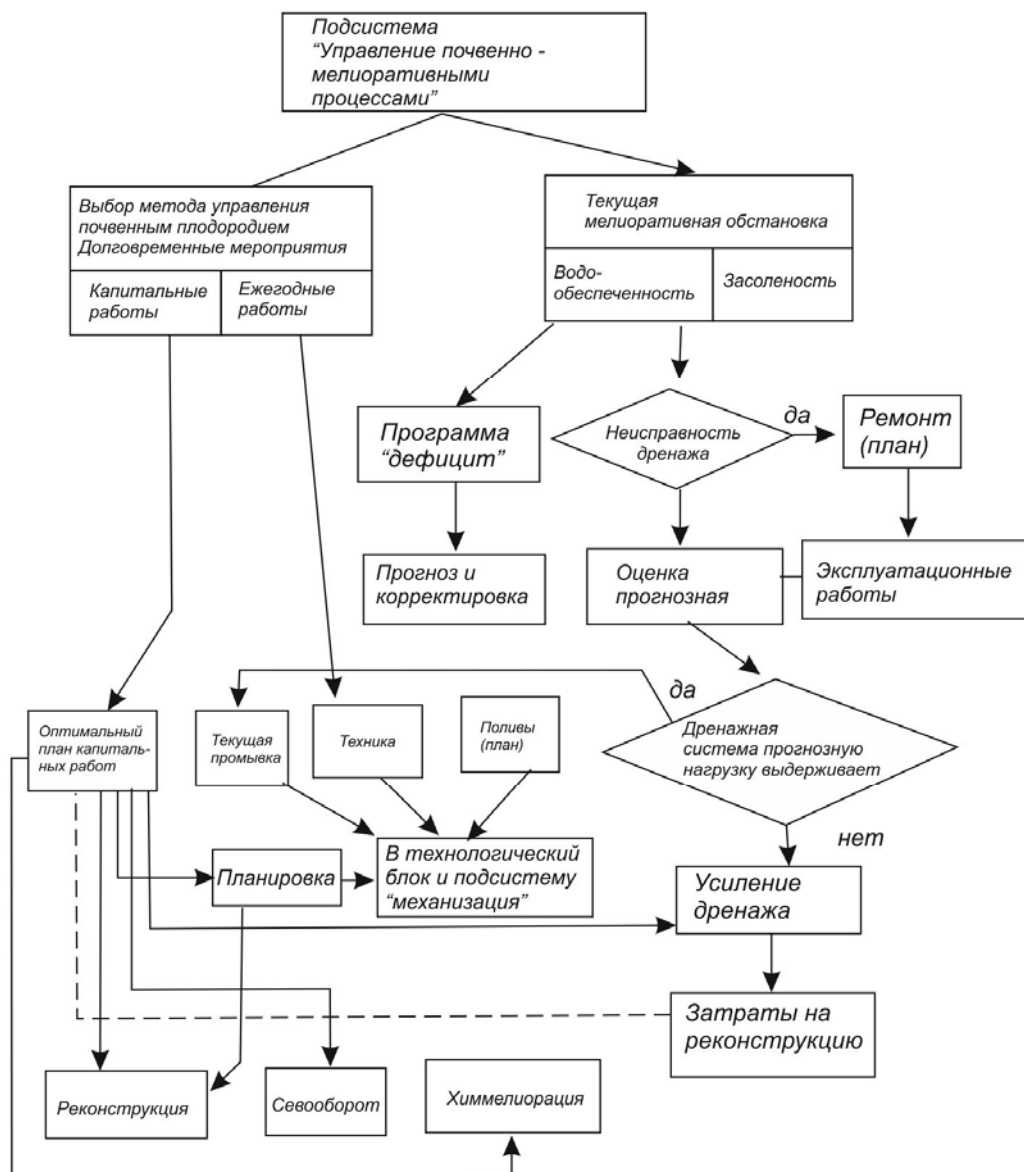 Подсистема
“Управление почвенно -
мелиоративными
процессами”
Выбор метода управления
почвенным плодородием
Долговременные мероприятия
Капитальные
работы
Ежегодные
работы
Текущая
мелиоративная обстановка
Водо-
обеспеченность
Засоленость
Программа
“дефицит”
Неисправность
дренажа
да
Ремонт
(план)
Прогноз и
корректировка
Оценка
прогнозная
Эксплуатационные
работы
да
Оптимальный
план капиталь-
ных работ
Текущая
промывка
Техника
Поливы
(план)
Дренажная
система прогнозную
нагрузку выдерживает
нет
Планировка
В технологический
блок и подсистему
“механизация”
Усиление
дренажа
Затраты на
реконструкцию
Реконструкция
Севооборот
Химмелиорация